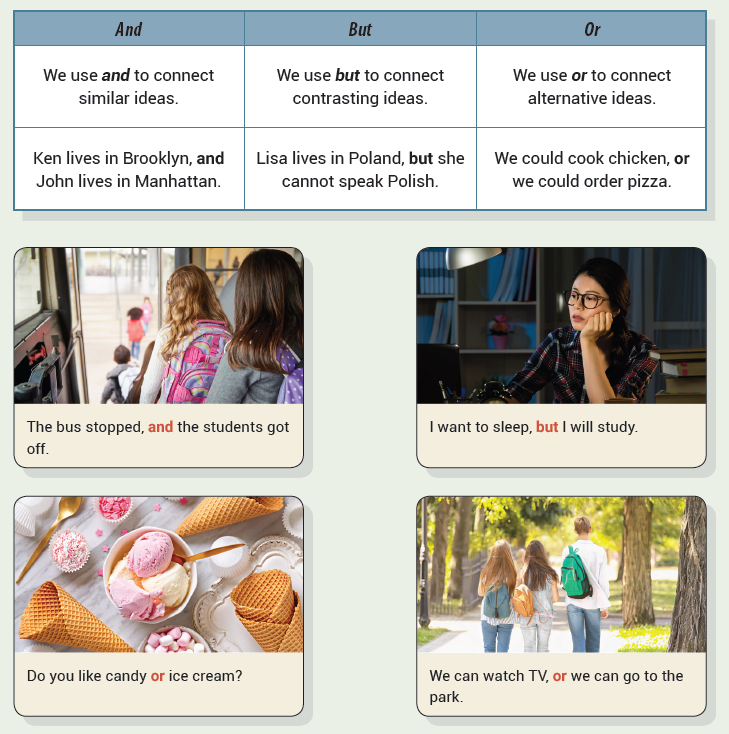 And
But
Or
We use and to connect
similar ideas.
We use but to connect
contrasting ideas.
We use or to connect
alternative ideas.
Ken lives in Brooklyn, and
John lives in Manhattan.
Lisa lives in Poland, but she
cannot speak Polish.
We could cook chicken, or
we could order pizza.
The bus stopped, and the students got
off.
I want to sleep, but I will study.
Do you like candy or ice cream?
We can watch TV, or we can go to the
park.